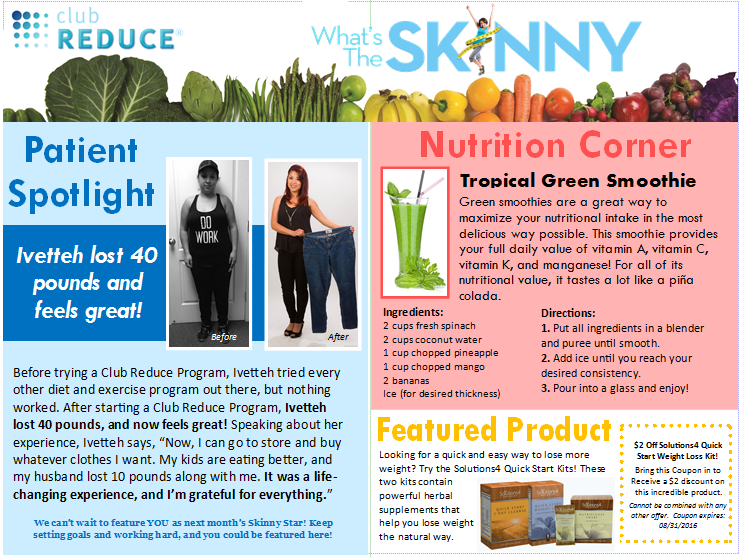 club
REDUCE®
What's
The SKINNY
Patient
Spotlight
Ivetteh lost 40
pounds and
feels great!
DO
WORK
Before
After
Before trying a Club Reduce Program, Ivetteh tried every
other diet and exercise program out there, but nothing
worked. After starting a Club Reduce Program, Ivetteh
lost 40 pounds, and now feels great! Speaking about her
experience, Ivetteh says, “Now, I can go to store and buy
whatever clothes I want. My kids are eating better, and
my husband lost 10 pounds along with me. It was a life-
changing experience, and I’m grateful for everything.”
We can’t wait to feature YOU as next month’s Skinny Star! Keep
setting goals and working hard, and you could be featured here!
Nutrition Corner
Tropical Green Smoothie
Green smoothies are a great way to
maximize your nutritional intake in the most
delicious way possible. This smoothie provides
your full daily value of vitamin A, vitamin C,
vitamin K, and manganese! For all of its
nutritional value, it tastes a lot like a piña
colada.
Ingredients:
2 cups fresh spinach
2 cups coconut water
1 cup chopped pineapple
1 cup chopped mango
2 bananas
Ice (for desired thickness)
Directions:
1. Put all ingredients in a blender
and puree until smooth.
2. Add ice until you reach your
desired consistency.
3. Pour into a glass and enjoy!
Featured Product
Looking for a quick and easy way to lose more
weight? Try the Solutions4 Quick Start Kits! These
two kits contain
powerful herbal
supplements that
help you lose weight
the natural way.
$2 Off Solutions4 Quick
Start Weight Loss Kit!
Bring this Coupon in to
Receive a $2 discount on
this incredible product.
Cannot be combined with any
other offer. Coupon expires:
08/31/2016